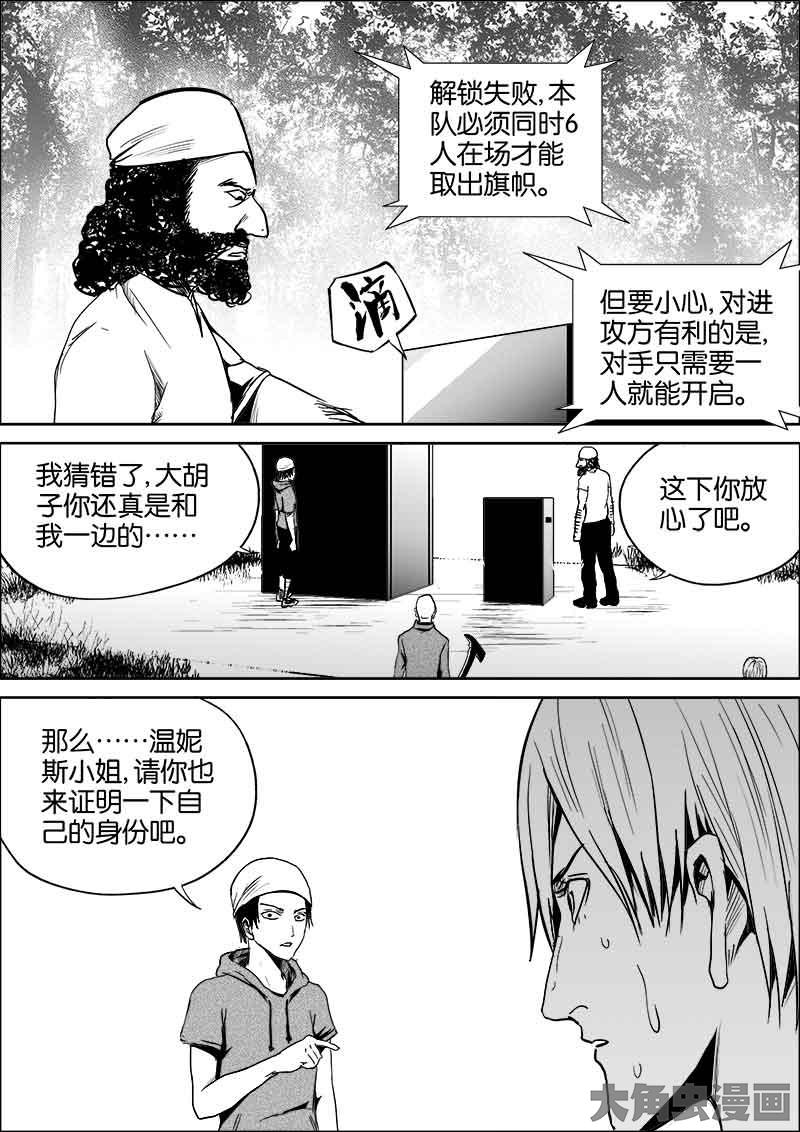 解锁失败,本
队必须同时6
人在场才能
取出旗帜。
滴
但要小心,对进
攻方有利的是,
对手只需要一
人就能开启。
我猜错了,大胡
子你还真是和
我一边的……
这下你放
心了吧。
那么……温妮
斯小姐,请你也
来证明一下自
己的身份吧。
大角虫漫画